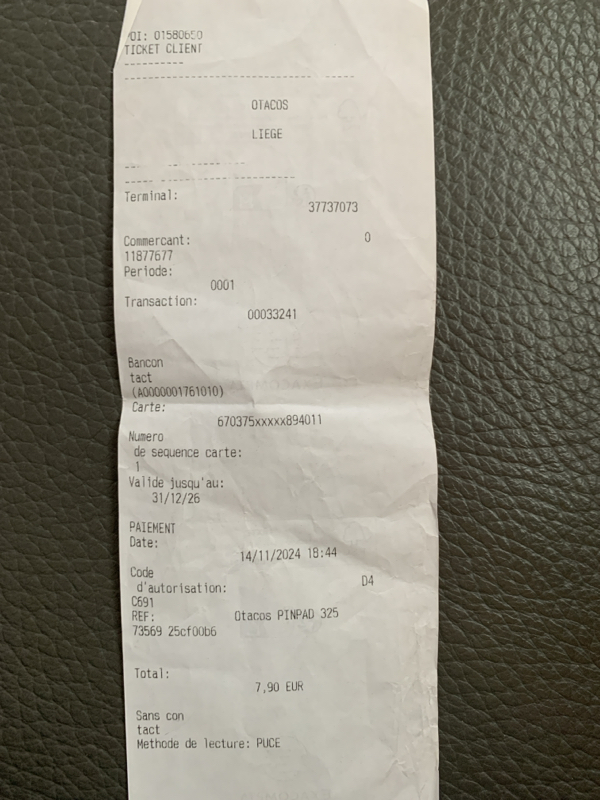 POI: 01580650
TICKET CLIENT
----------
-------------------------------- -----
OTACOS
LIEGE
--- -- --- ----- ----
----- ------ --- ------------
Terminal:
37737073
Commercant: 0
11877677
Periode:
0001
Transaction:
00033241
Bancon
tact
(A0000001761010)
Carte:
670375xxxxx894011
Numero
de sequence carte:
1
Valide jusqu'au:
31/12/26
PAIEMENT
Date:
14/11/2024 18:44
Code
d'autorisation: D4
C691
REF: Otacos PINPAD 325
73569 25cf00b6
Total:
7,90 EUR
Sans con
tact
Methode de lecture: PUCE